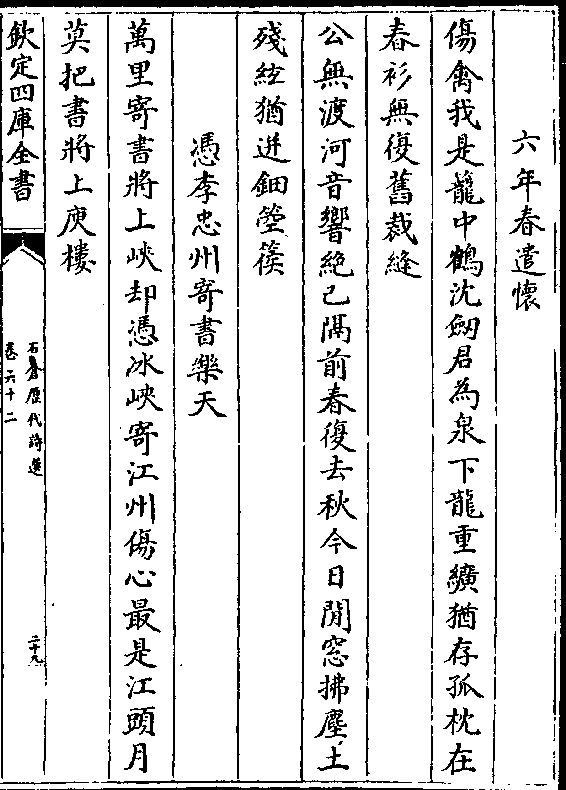 六年春遣懷
傷禽我是籠中鶴沈劒君為泉下龍重纊猶存孤枕在
春衫無復舊裁縫
公無渡河音響絶已隔前春復去秋今日閒窓拂塵土
殘絃猶迸鈿箜篌
憑李忠州寄書樂天
萬里寄書將上峽却憑冰峽寄江州傷心最是江頭月
莫把書將上庾樓
欽定四庫全書
石倉歷代詩選
卷六十二
二十九